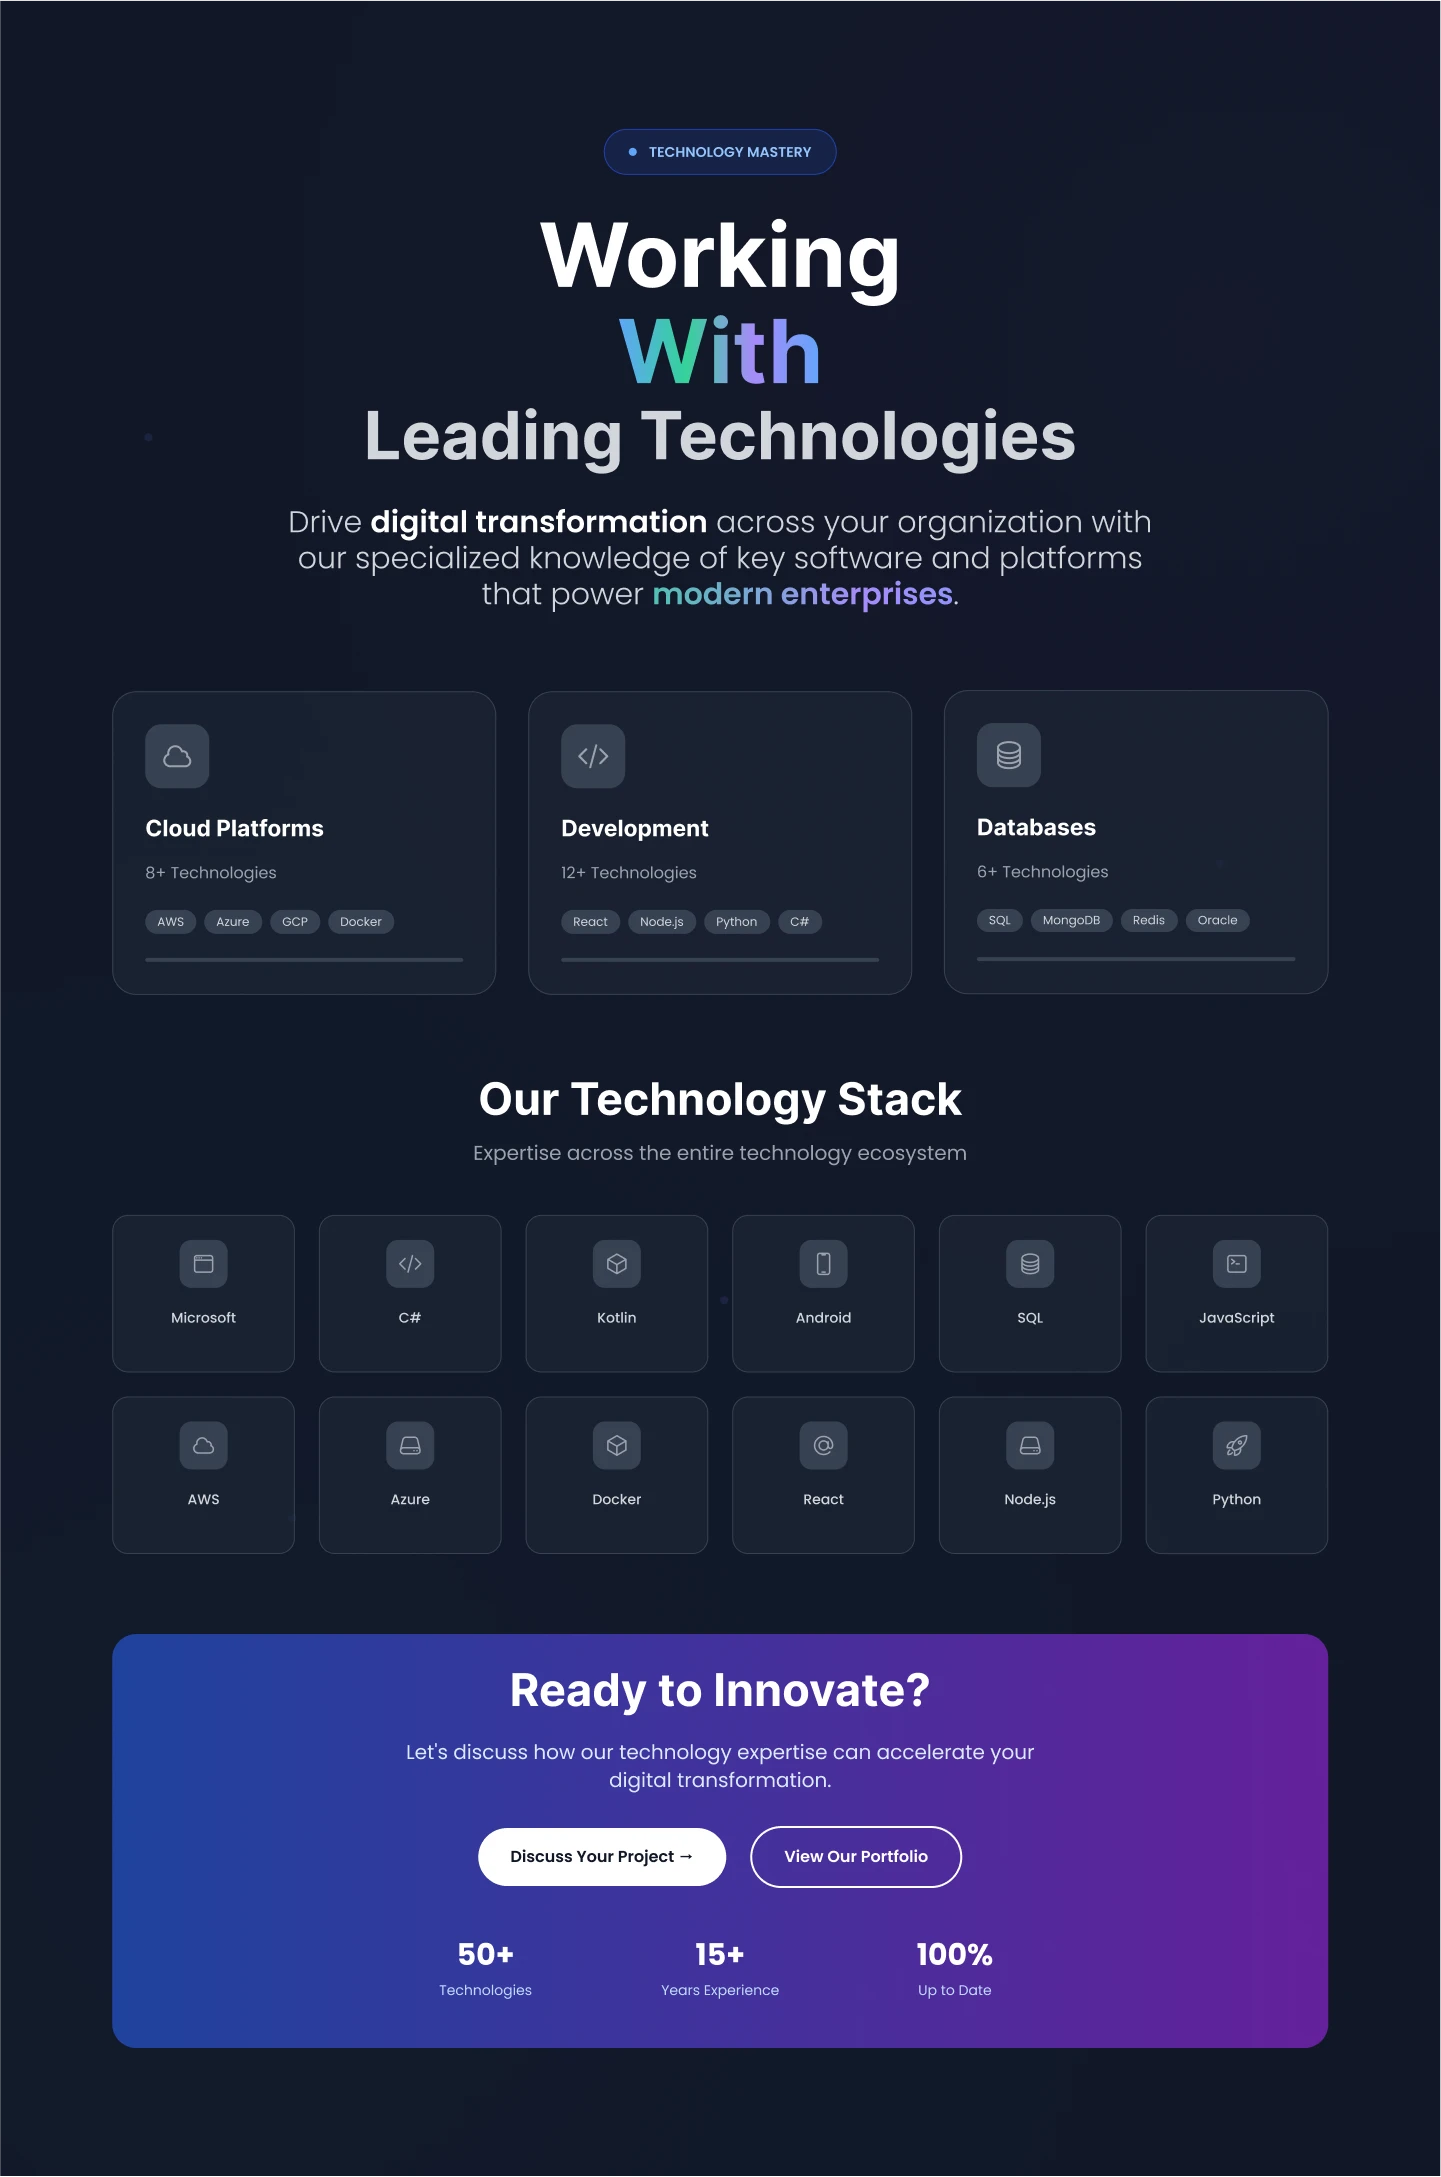 TECHNOLOGY MASTERY
Working
With
Leading Technologies
Drive digital transformation across your organization with
our specialized knowledge of key software and platforms
that power modern enterprises.
Cloud Platforms
8+ Technologies
AWS Azure GCP Docker
Development
12+ Technologies
React Node.js Python C#
Databases
6+ Technologies
SQL MongoDB Redis Oracle
Our Technology Stack
Expertise across the entire technology ecosystem
Microsoft C# Kotlin Android SQL JavaScript
AWS Azure Docker React Node.js Python
Ready to Innovate?
Let's discuss how our technology expertise can accelerate your
digital transformation.
Discuss Your Project → View Our Portfolio
50+ 15+ 100%
Technologies Years Experience Up to Date